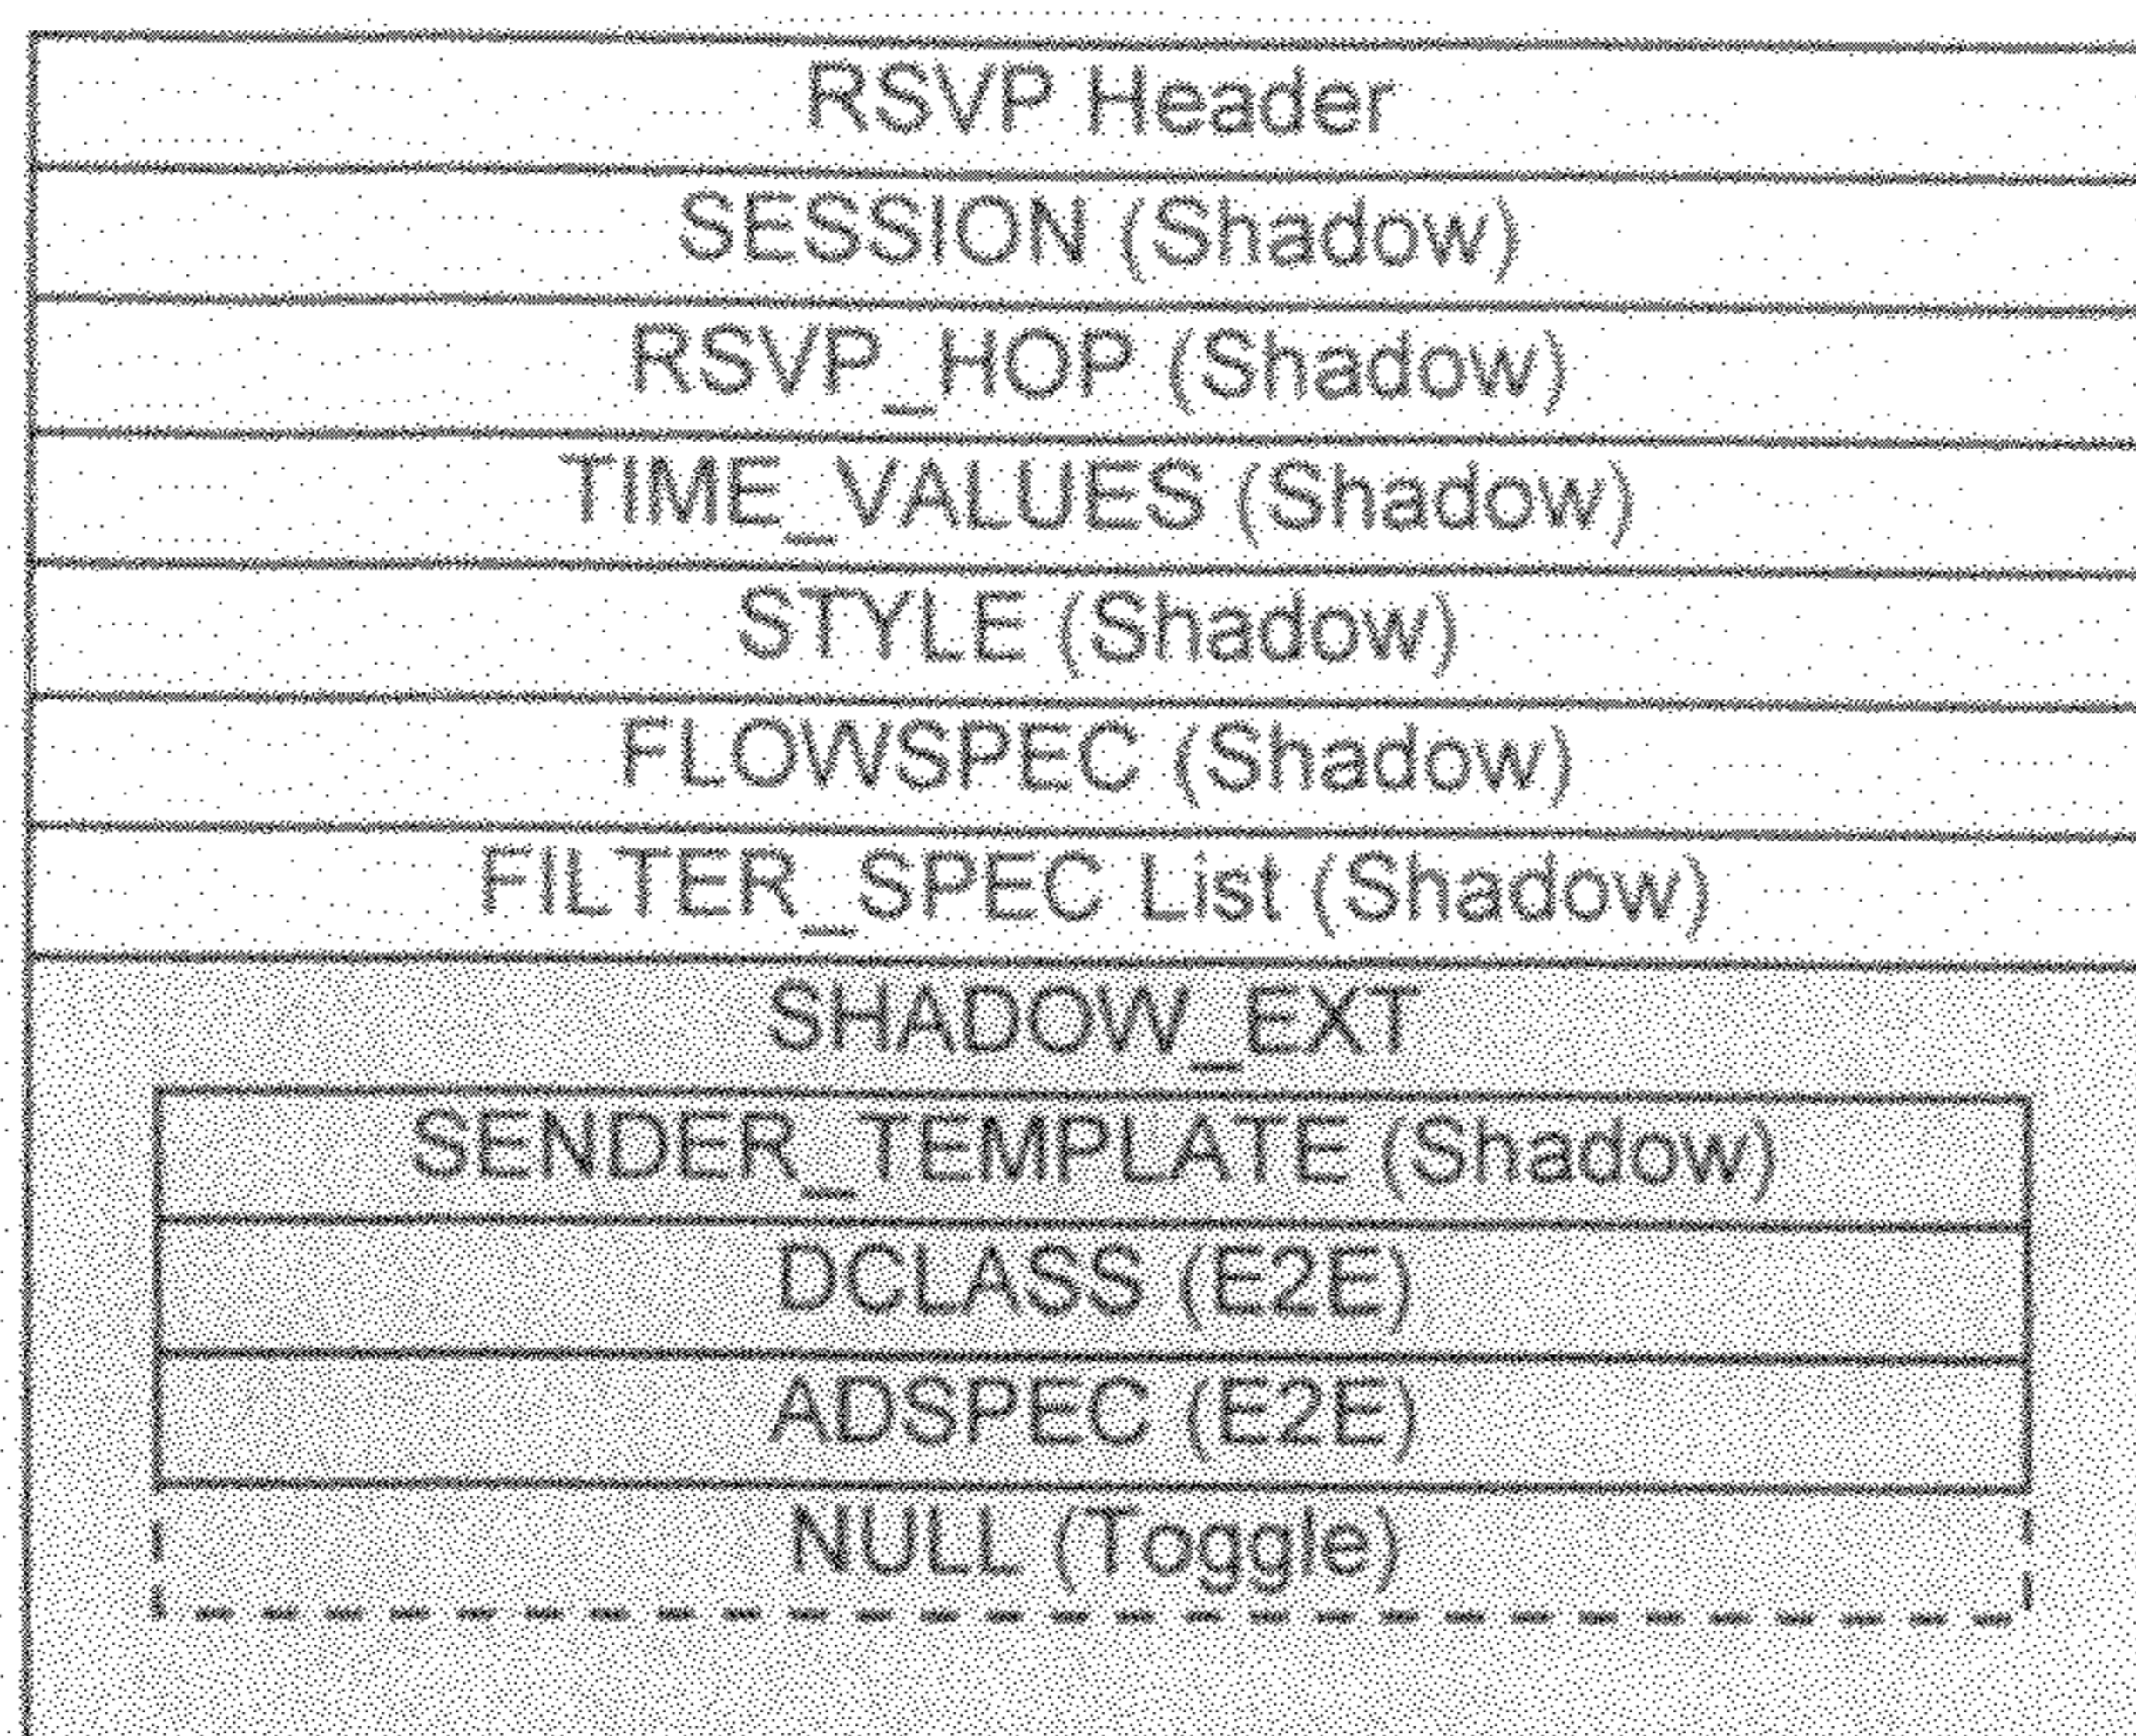 RSVP Header
SESSION (Shadow)
RSVP_HOP (Shadow)
TIME_VALUES (Shadow)
STYLE (Shadow)
FLOWSPEC (Shadow)
FILTER_SPEC List (Shadow)
SHADOW_EXT
SENDER_TEMPLATE (Shadow)
DCLASS (E2E)
ADSPEC (E2E)
NULL (Toggle)